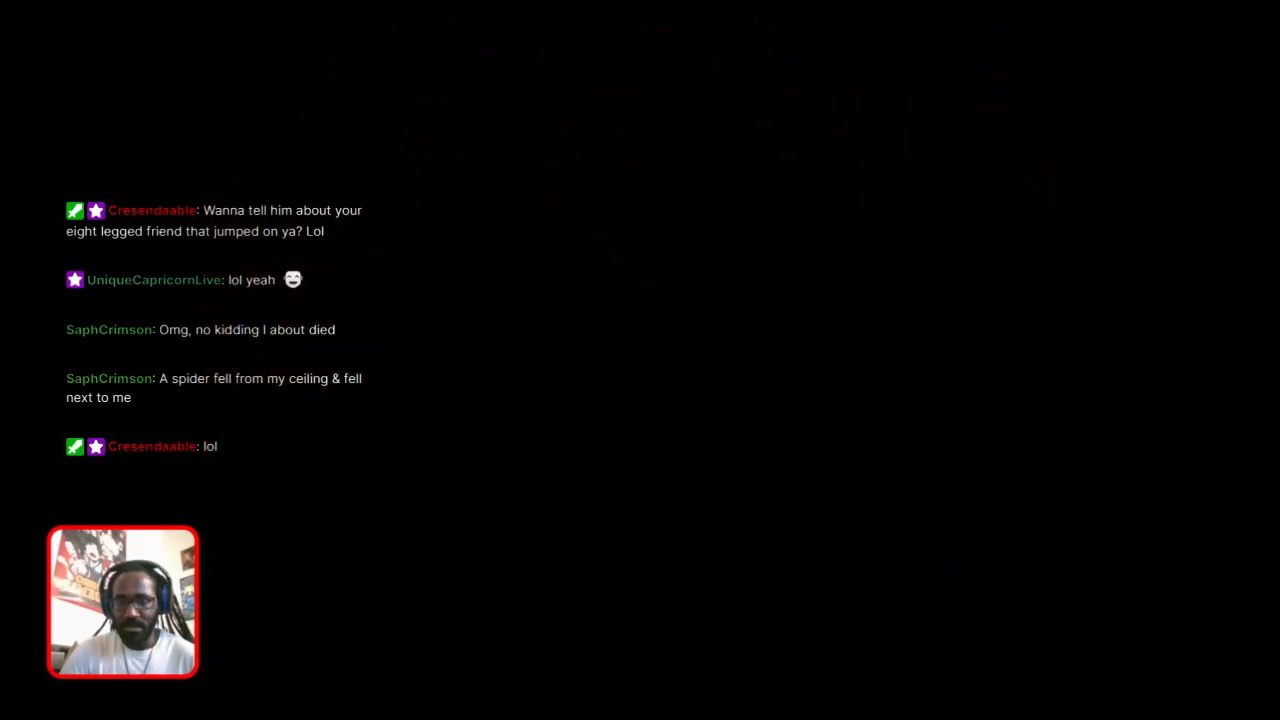 Cresendaable: Wanna tell him about your
eight legged friend that jumped on ya? Lol
UniqueCapricornLive: lol yeah
SaphCrimson: Omg, no kidding I about died
SaphCrimson: A spider fell from my ceiling & fell
next to me
Cresendaable: lol